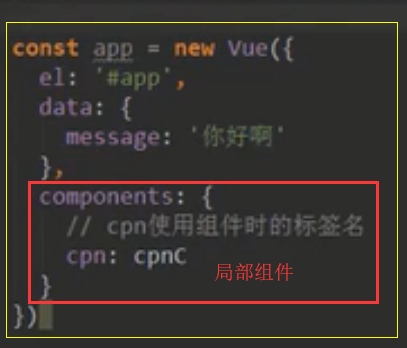 const app = new Vue({
  el: '#app',
  data: {
    message: '你好啊'
  },
  components: {
    // cpn使用组件时的标签名
    cpn: cpnC
局部组件
  }
})